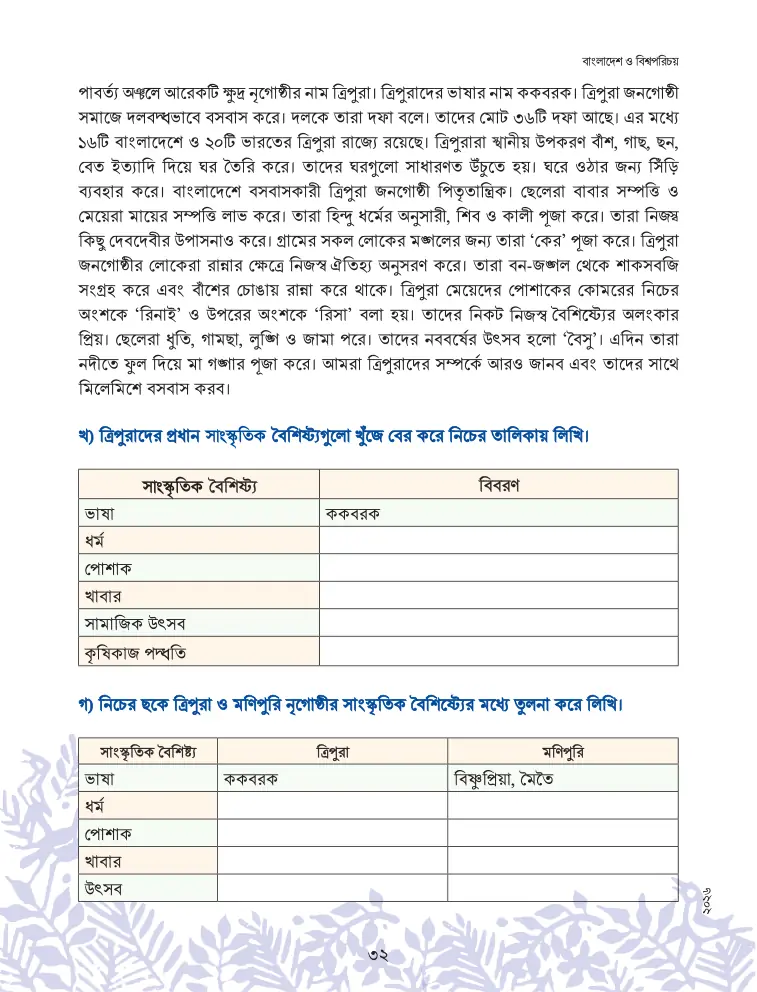 বাংলাদেশ ও বিশ্বপরিচয়
পার্বত্য অঞ্চলে আরেকটি ক্ষুদ্র নৃগোষ্ঠীর নাম ত্রিপুরা। ত্রিপুরাদের ভাষার নাম ককবরক। ত্রিপুরা জনগোষ্ঠী
সমাজে দলবদ্ধভাবে বসবাস করে। দলকে তারা দফা বলে। তাদের মোট ৩৬টি দফা আছে। এর মধ্যে
১৬টি বাংলাদেশে ও ২০টি ভারতের ত্রিপুরা রাজ্যে রয়েছে। ত্রিপুরারা স্থানীয় উপকরণ বাঁশ, গাছ, ছন,
বেত ইত্যাদি দিয়ে ঘর তৈরি করে। তাদের ঘরগুলো সাধারণত উঁচুতে হয়। ঘরে ওঠার জন্য সিঁড়ি
ব্যবহার করে। বাংলাদেশে বসবাসকারী ত্রিপুরা জনগোষ্ঠী পিতৃতান্ত্রিক। ছেলেরা বাবার সম্পত্তি ও
মেয়েরা মায়ের সম্পত্তি লাভ করে। তারা হিন্দু ধর্মের অনুসারী, শিব ও কালী পূজা করে। তারা নিজস্ব
কিছু দেবদেবীর উপাসনাও করে। গ্রামের সকল লোকের মঙ্গলের জন্য তারা ‘কের’ পূজা করে। ত্রিপুরা
জনগোষ্ঠীর লোকেরা রান্নার ক্ষেত্রে নিজস্ব ঐতিহ্য অনুসরণ করে। তারা বন-জঙ্গল থেকে শাকসবজি
সংগ্রহ করে এবং বাঁশের চোঙায় রান্না করে থাকে। ত্রিপুরা মেয়েদের পোশাকের কোমরের নিচের
অংশকে ‘রিনাই’ ও উপরের অংশকে ‘রিসা’ বলা হয়। তাদের নিকট নিজস্ব বৈশিষ্ট্যের অলংকার
প্রিয়। ছেলেরা ধুতি, গামছা, লুঙ্গি ও জামা পরে। তাদের নববর্ষের উৎসব হলো ‘বৈসু’। এদিন তারা
নদীতে ফুল দিয়ে মা গঙ্গার পূজা করে। আমরা ত্রিপুরাদের সম্পর্কে আরও জানব এবং তাদের সাথে
মিলেমিশে বসবাস করব।
খ) ত্রিপুরাদের প্রধান সাংস্কৃতিক বৈশিষ্ট্যগুলো খুঁজে বের করে নিচের তালিকায় লিখি।
সাংস্কৃতিক বৈশিষ্ট্য বিবরণ
ভাষা ককবরক
ধর্ম
পোশাক
খাবার
সামাজিক উৎসব
কৃষিকাজ পদ্ধতি
গ) নিচের ছকে ত্রিপুরা ও মণিপুরি নৃগোষ্ঠীর সাংস্কৃতিক বৈশিষ্ট্যের মধ্যে তুলনা করে লিখি।
সাংস্কৃতিক বৈশিষ্ট্য ত্রিপুরা মণিপুরি
ভাষা ককবরক বিষ্ণুপ্রিয়া, মৈতৈ
ধর্ম
পোশাক
খাবার
উৎসব
২০২৬
৩২